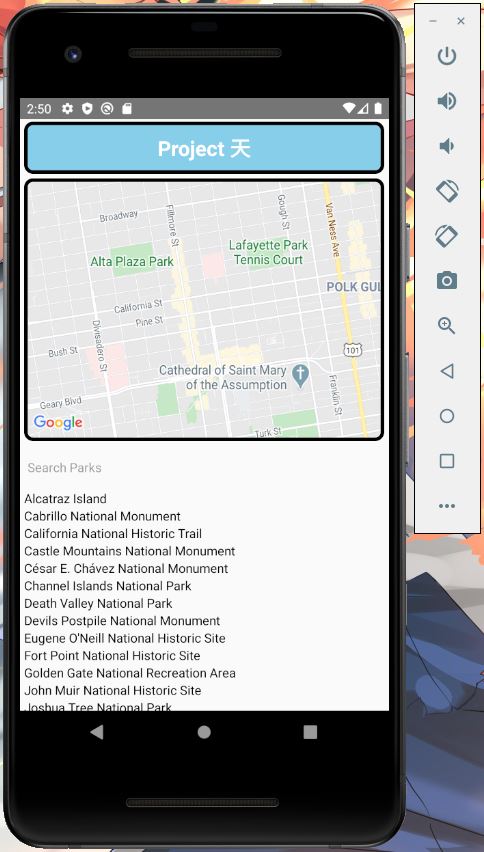 2:50
Project 天
Broadway
Fillmore St
Gough St
Van Ness Ave
Alta Plaza Park
Lafayette Park
Tennis Court
POLK GUL
California St
Pine St
Divisadero St
Bush St
101
Cathedral of Saint Mary
of the Assumption
Franklin St
Geary Blvd
Google
Turk St
Search Parks
Alcatraz Island
Cabrillo National Monument
California National Historic Trail
Castle Mountains National Monument
César E. Chávez National Monument
Channel Islands National Park
Death Valley National Park
Devils Postpile National Monument
Eugene O'Neill National Historic Site
Fort Point National Historic Site
Golden Gate National Recreation Area
John Muir National Historic Site
Joshua Tree National Park